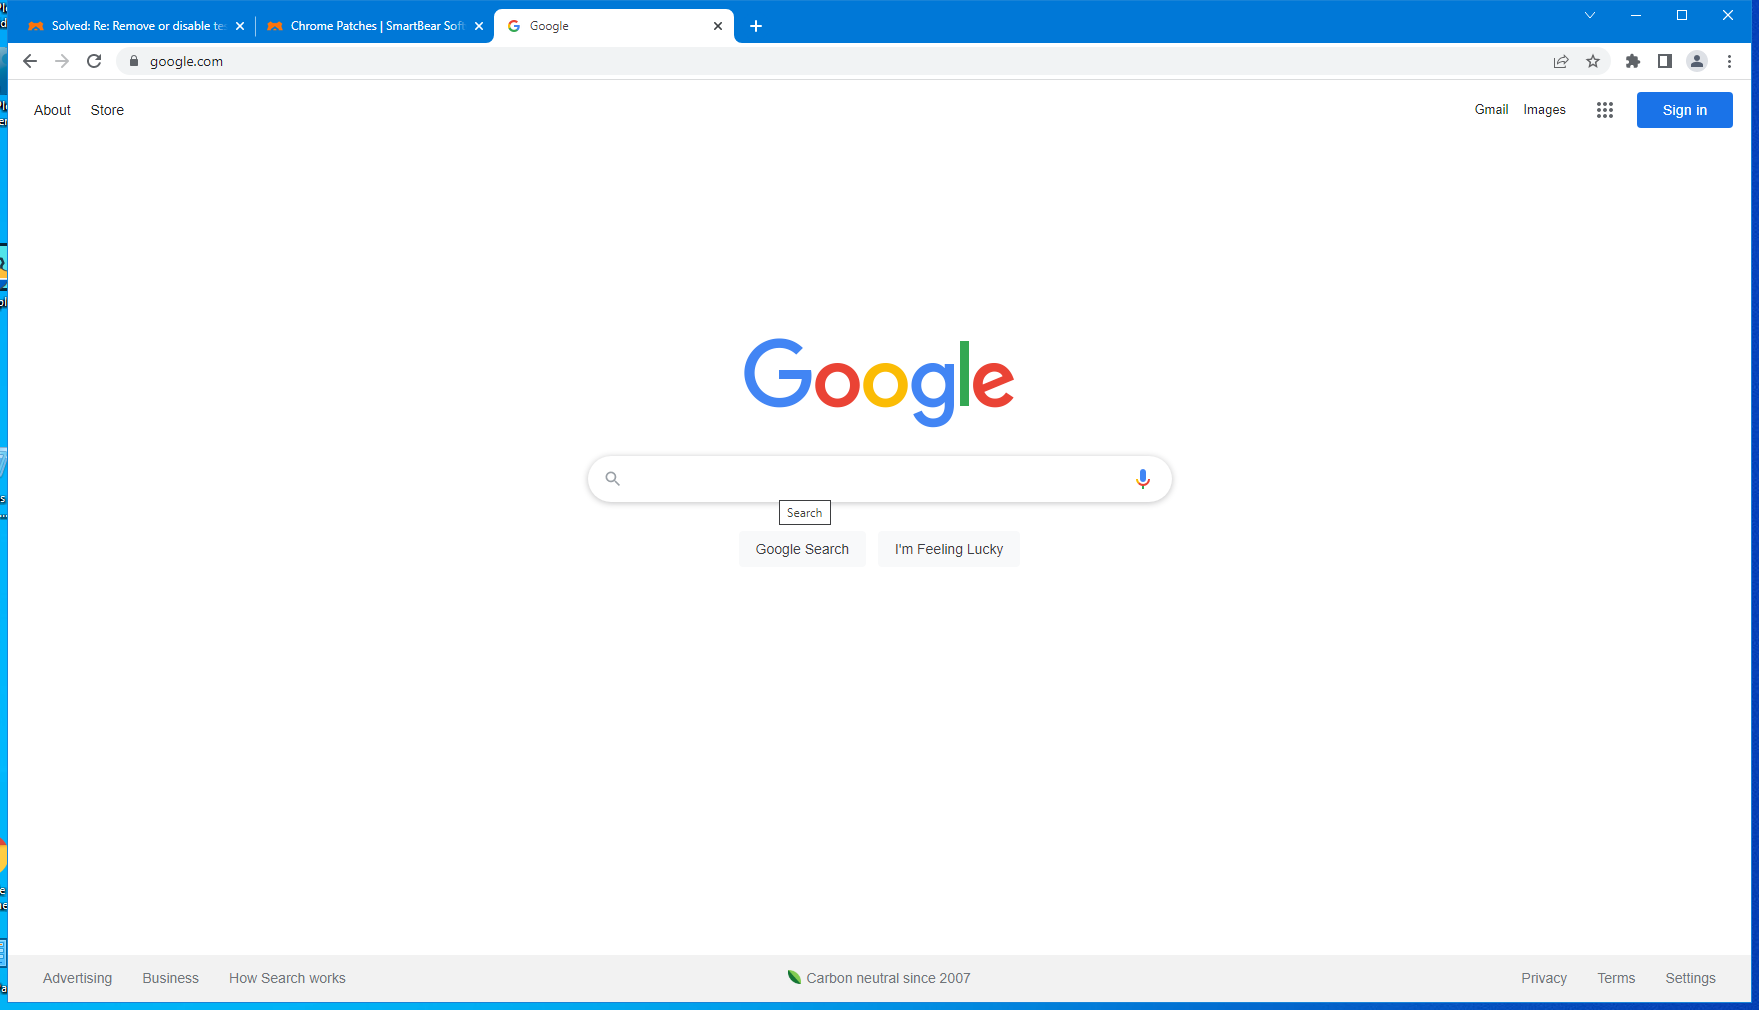 Solved: Re: Remove or disable te
Chrome Patches | SmartBear Soft
Google
google.com
About
Store
Gmail
Images
Sign in
Google
Search
Google Search
I'm Feeling Lucky
Advertising
Business
How Search works
Carbon neutral since 2007
Privacy
Terms
Settings